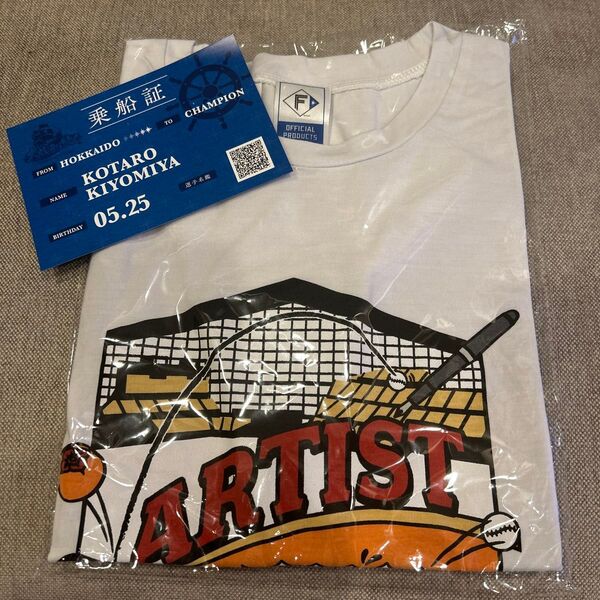 乗船証
FROM HOKKAIDO TO CHAMPION
NAME KOTARO
KIYOMIYA
BIRTHDAY 05.25
選手名鑑
F
OFFICIAL
PRODUCTS
ARTIST